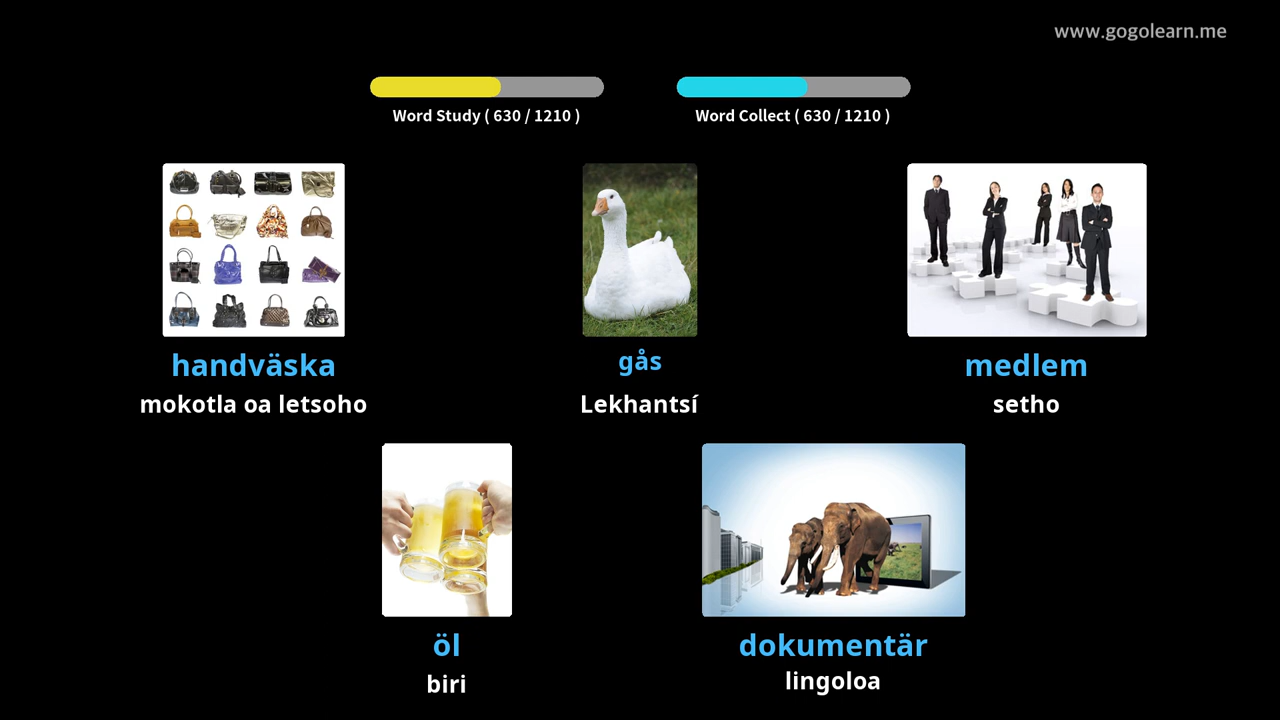 www.gogolearn.me
Word Study ( 630 / 1210 )
Word Collect ( 630 / 1210 )
handväska
mokotla oa letsoho
gås
Lekhantsí
medlem
setho
öl
biri
dokumentär
lingoloa